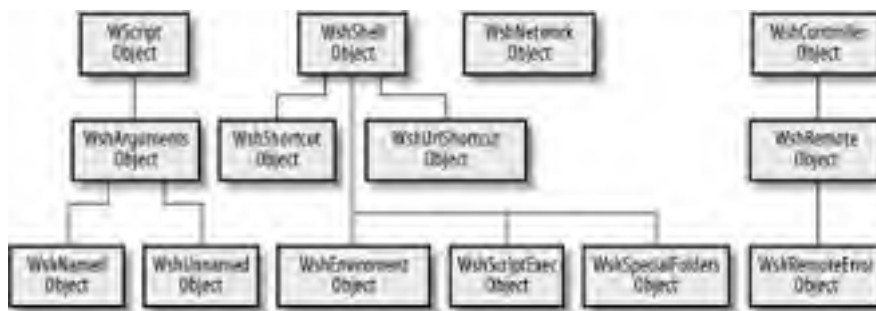 WScript
Object
WshShell
Object
WshNetwork
Object
WshController
Object
WshArguments
Object
WshShortcut
Object
WshUrlShortcut
Object
WshRemote
Object
WshNamed
Object
WshUnnamed
Object
WshEnvironment
Object
WshScriptExec
Object
WshSpecialFolders
Object
WshRemoteError
Object